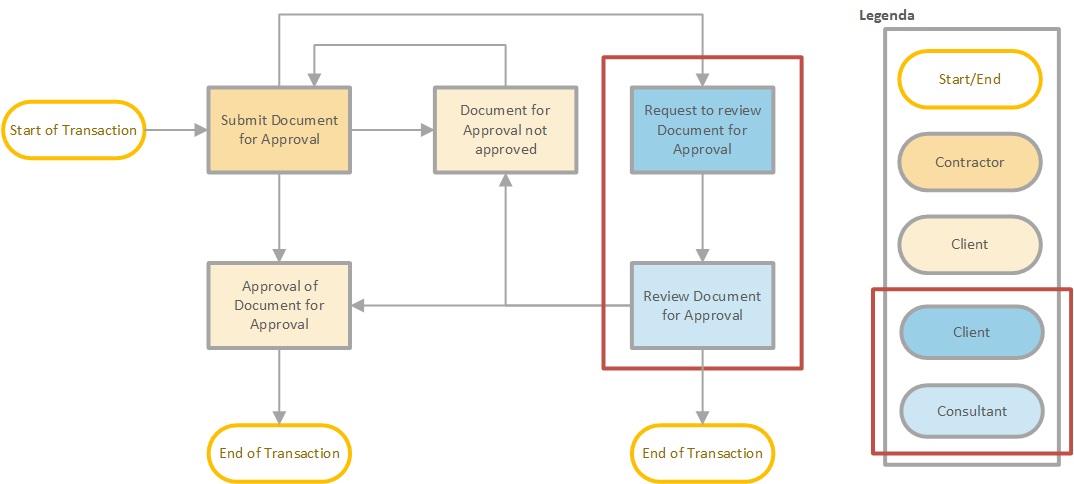 Legenda
Start/End
Contractor
Client
Client
Consultant
Start of Transaction
Submit Document
for Approval
Document for
Approval not
approved
Request to review
Document for
Approval
Approval of
Document for
Approval
Review Document
for Approval
End of Transaction
End of Transaction